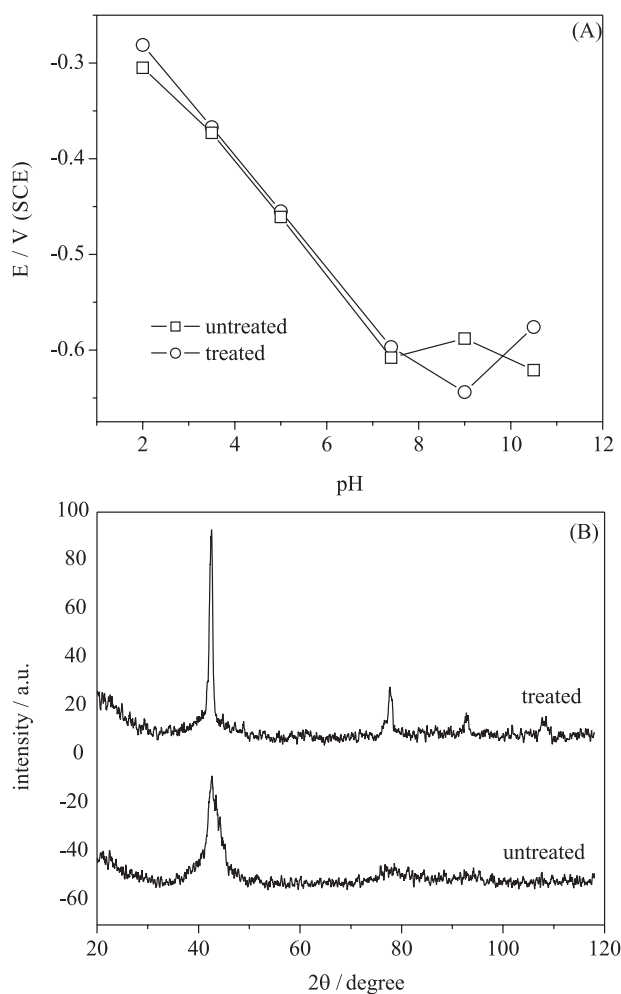 (A)
-0.3
-0.4
-0.5
-0.6
E / V (SCE)
untreated
treated
2
4
6
8
10
12
pH
(B)
100
80
60
40
20
0
-20
-40
-60
intensity / a.u.
treated
untreated
20
40
60
80
100
120
2θ / degree